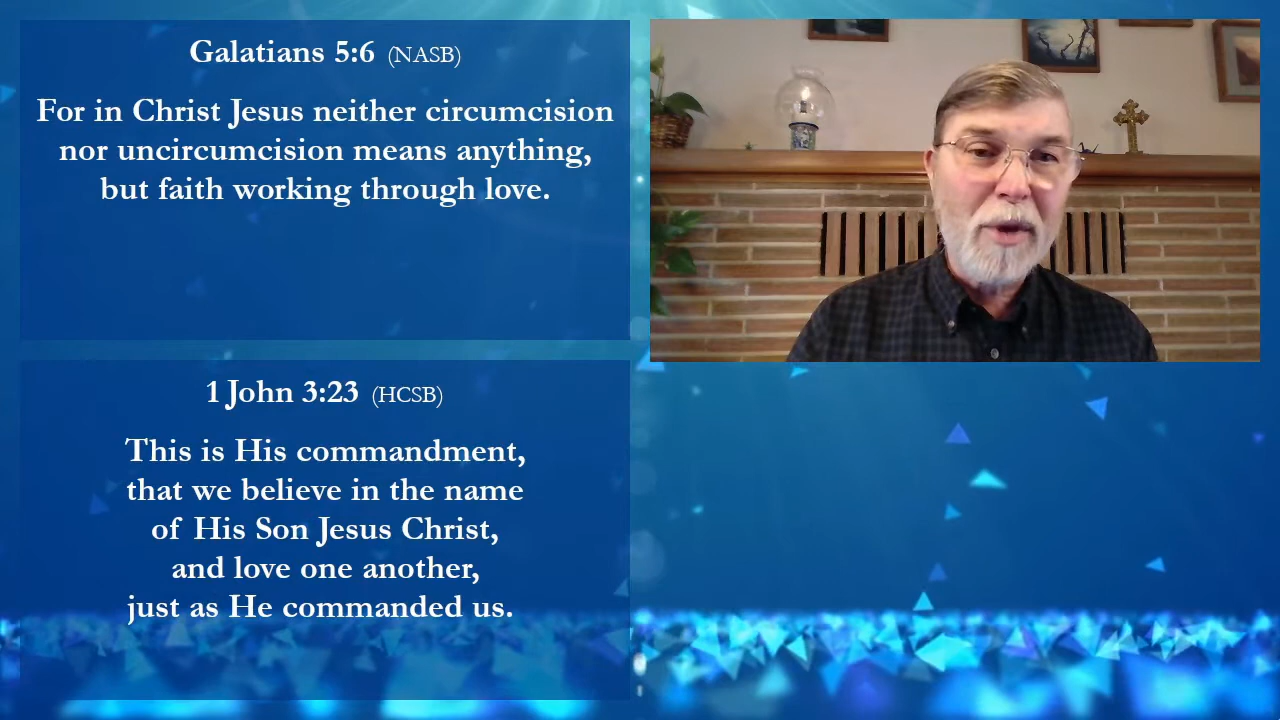 Galatians 5:6 (NASB)
For in Christ Jesus neither circumcision
nor uncircumcision means anything,
but faith working through love.
1 John 3:23 (HCSB)
This is His commandment,
that we believe in the name
of His Son Jesus Christ,
and love one another,
just as He commanded us.